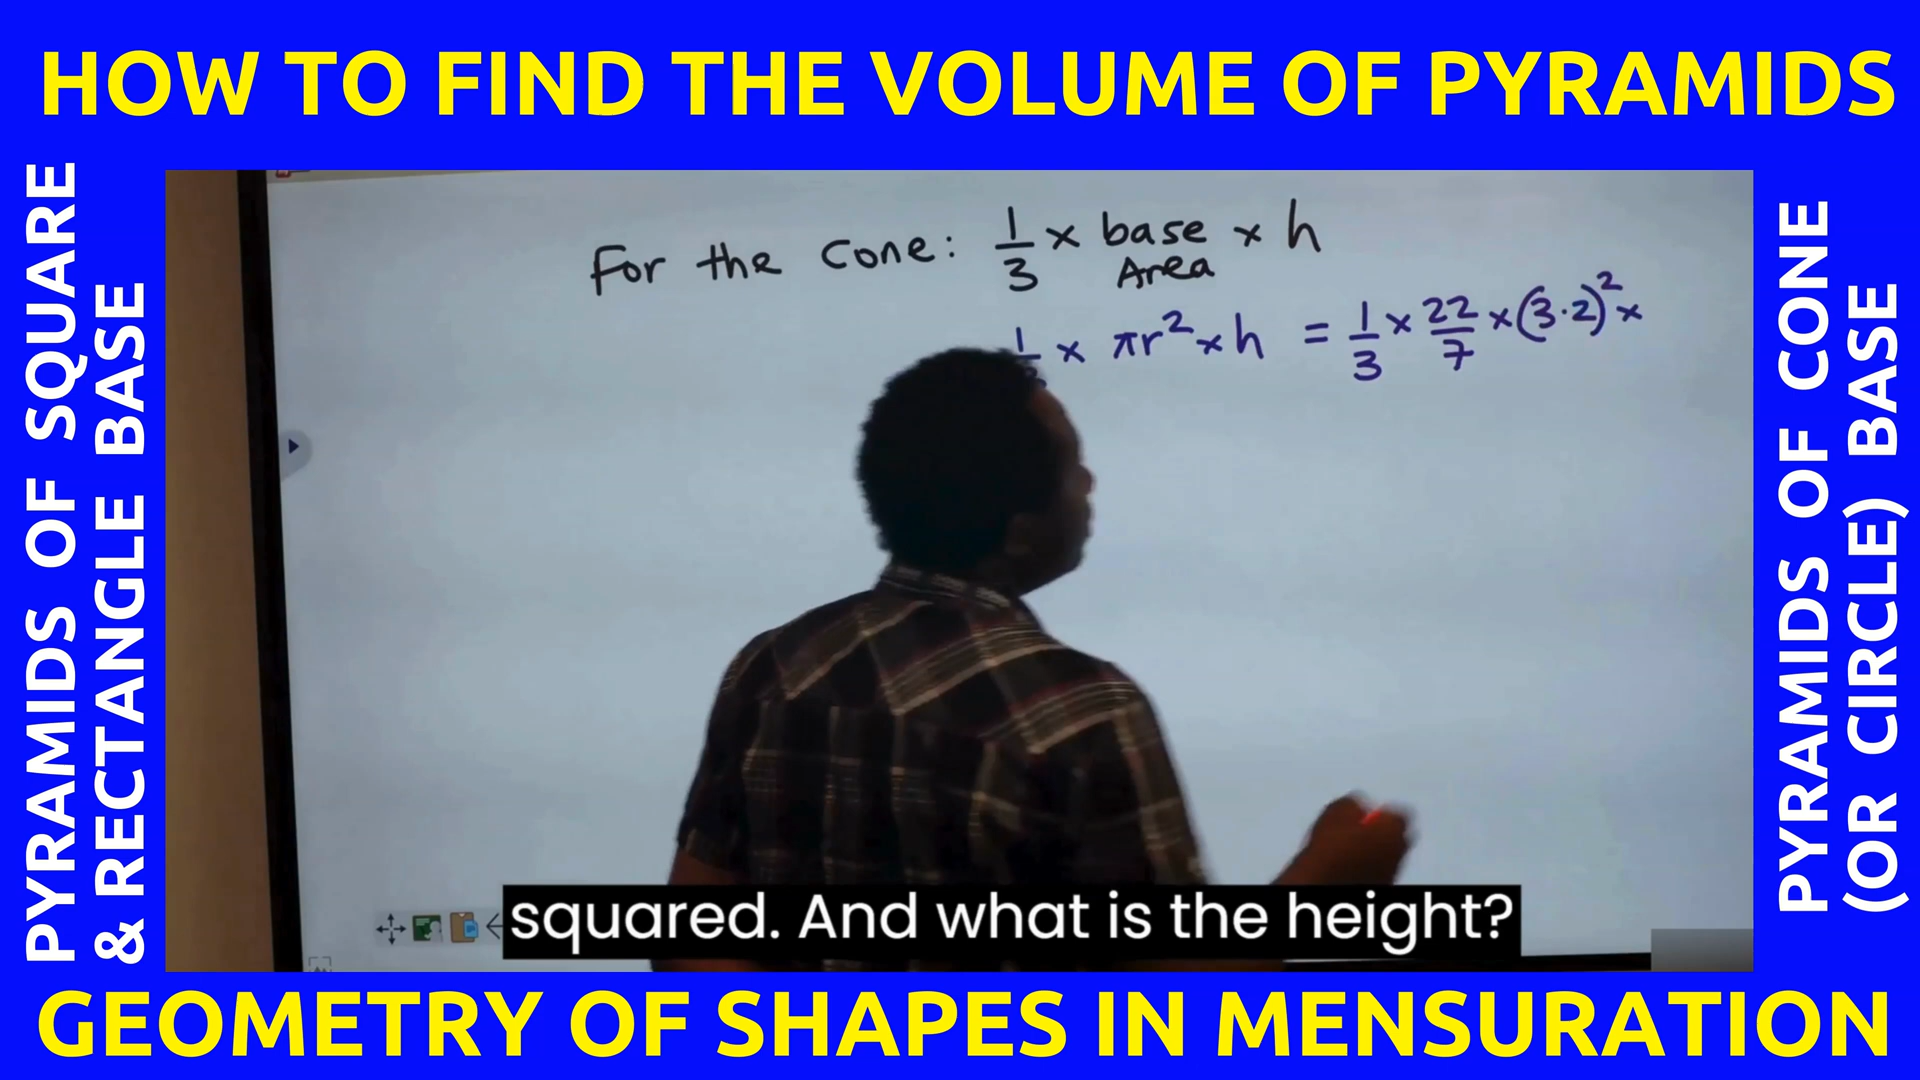 HOW TO FIND THE VOLUME OF PYRAMIDS
PYRAMIDS OF SQUARE
& RECTANGLE BASE
For the Cone: 1/3 × base × h
Area
1 × πr² × h = 1/3 × 22/7 × (3·2)² ×
squared. And what is the height?
PYRAMIDS OF CONE
(OR CIRCLE) BASE
GEOMETRY OF SHAPES IN MENSURATION